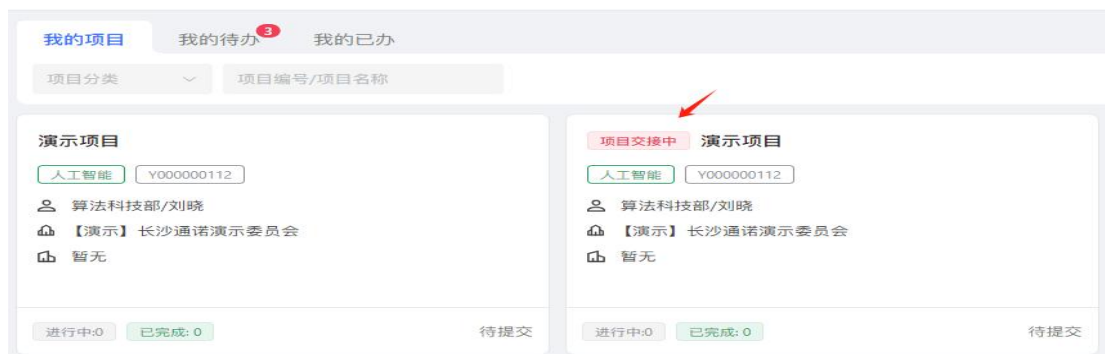 我的项目 我的待办 3 我的已办
项目分类 项目编号/项目名称
演示项目
人工智能 Y000000112
算法科技部/刘晓
【演示】长沙通诺演示委员会
暂无
进行中:0 已完成: 0 待提交
项目交接中 演示项目
人工智能 Y000000112
算法科技部/刘晓
【演示】长沙通诺演示委员会
暂无
进行中:0 已完成: 0 待提交